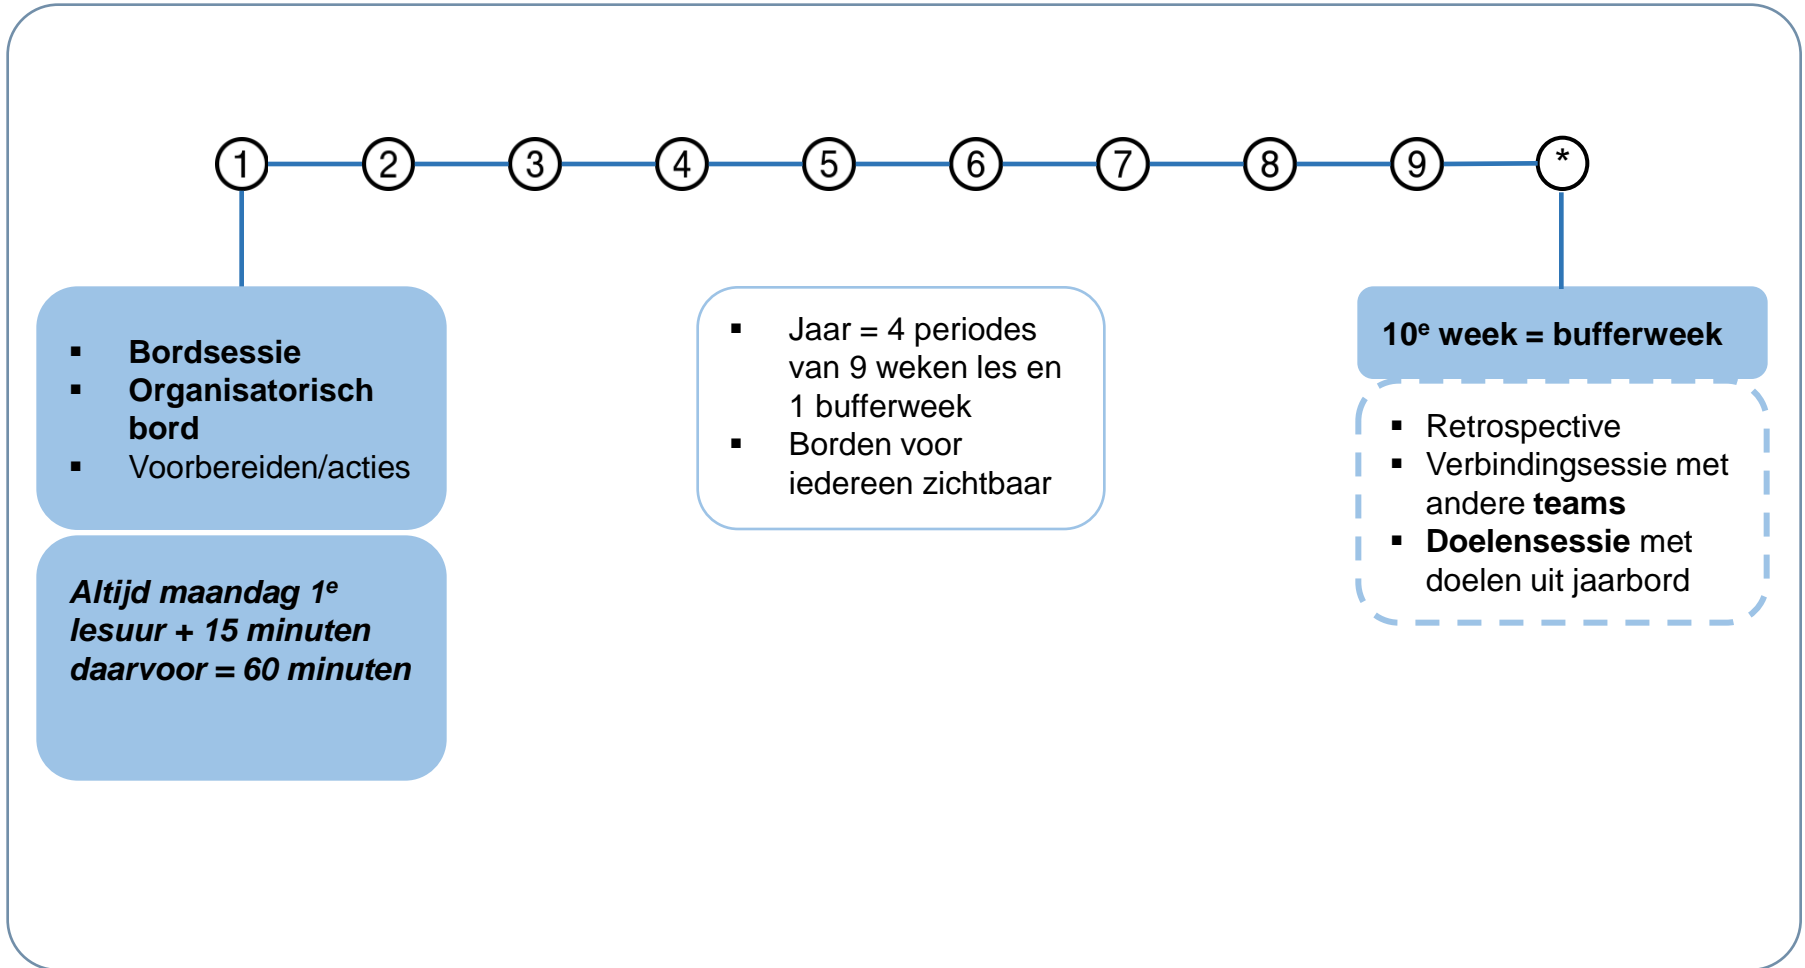 1 2 3 4 5 6 7 8 9 *
▪ Bordsessie
▪ Organisatorisch
bord
▪ Voorbereiden/acties
Altijd maandag 1e
lesuur + 15 minuten
daarvoor = 60 minuten
▪ Jaar = 4 periodes
van 9 weken les en
1 bufferweek
▪ Borden voor
iedereen zichtbaar
10e week = bufferweek
▪ Retrospective
▪ Verbindingsessie met
andere teams
▪ Doelensessie met
doelen uit jaarbord